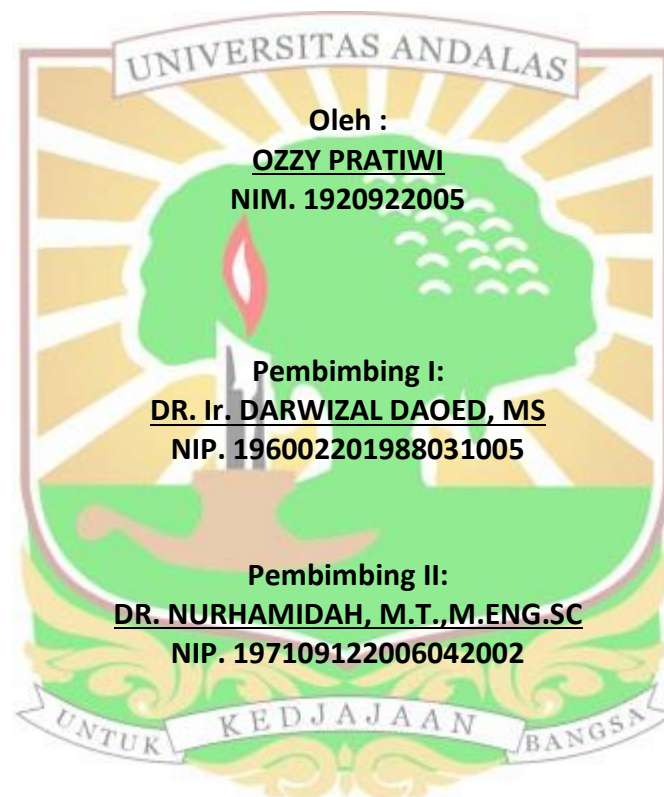 UNIVERSITAS ANDALAS
Oleh :
OZZY PRATIWI
NIM. 1920922005
Pembimbing I:
DR. Ir. DARWIZAL DAOED, MS
NIP. 196002201988031005
Pembimbing II:
DR. NURHAMIDAH, M.T.,M.ENG.SC
NIP. 197109122006042002
UNTUK KEDJAJAAN BANGSA